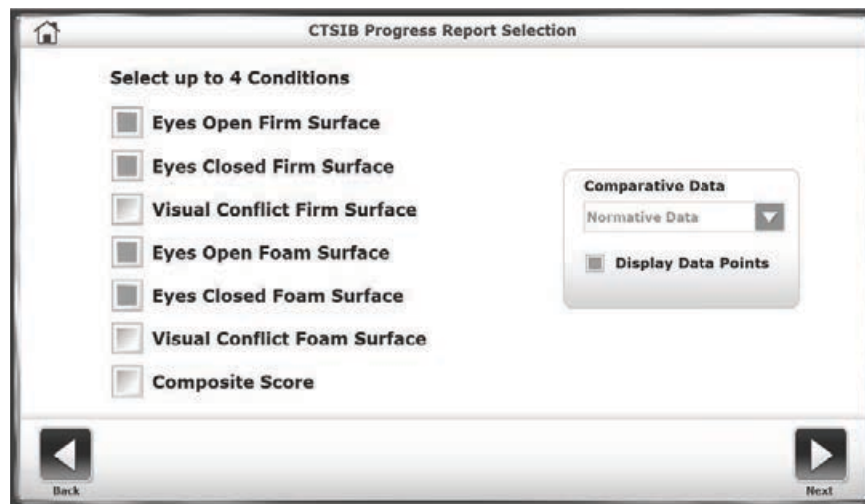 CTSIB Progress Report Selection
Select up to 4 Conditions
Eyes Open Firm Surface
Eyes Closed Firm Surface
Visual Conflict Firm Surface
Eyes Open Foam Surface
Eyes Closed Foam Surface
Visual Conflict Foam Surface
Composite Score
Comparative Data
Normative Data
Display Data Points
Back
Next